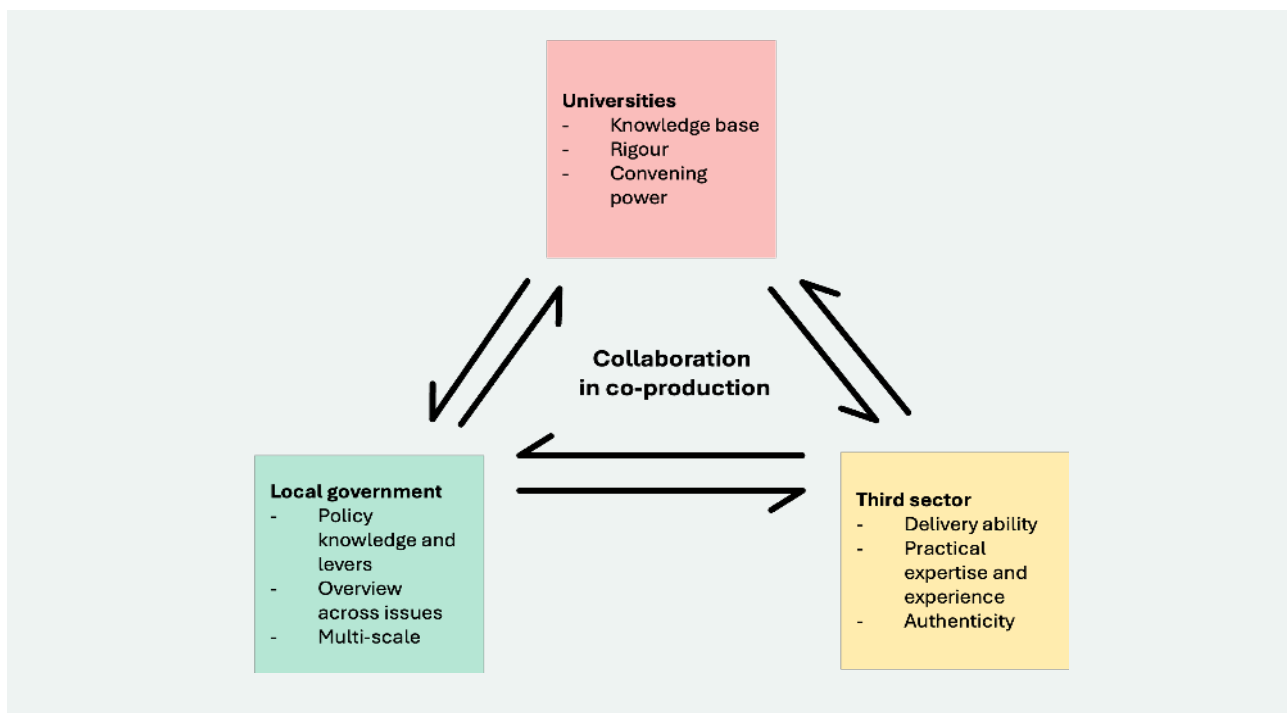 Universities
- Knowledge base
- Rigour
- Convening
power
Collaboration
in co-production
Local government
- Policy
knowledge and
levers
- Overview
across issues
- Multi-scale
Third sector
- Delivery ability
- Practical
expertise and
experience
- Authenticity